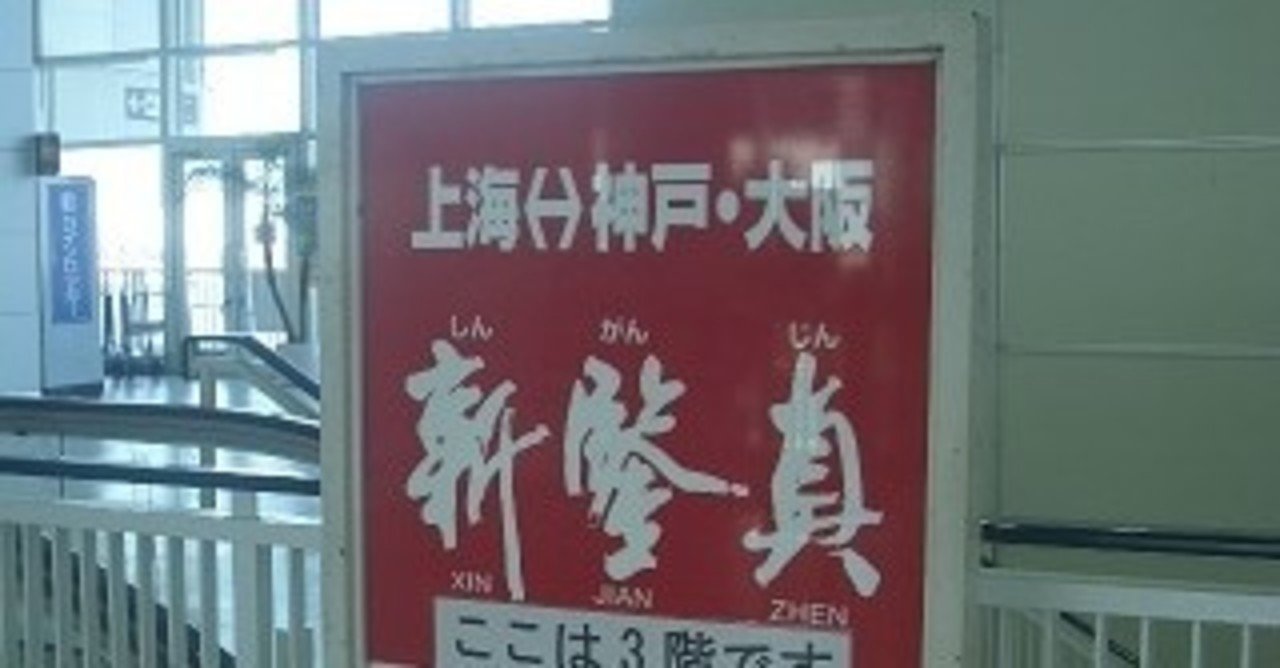 上海⟨↔⟩神戸・大阪
しん がん じん
新鑒真
XIN JIAN ZHEN
ここは3階です